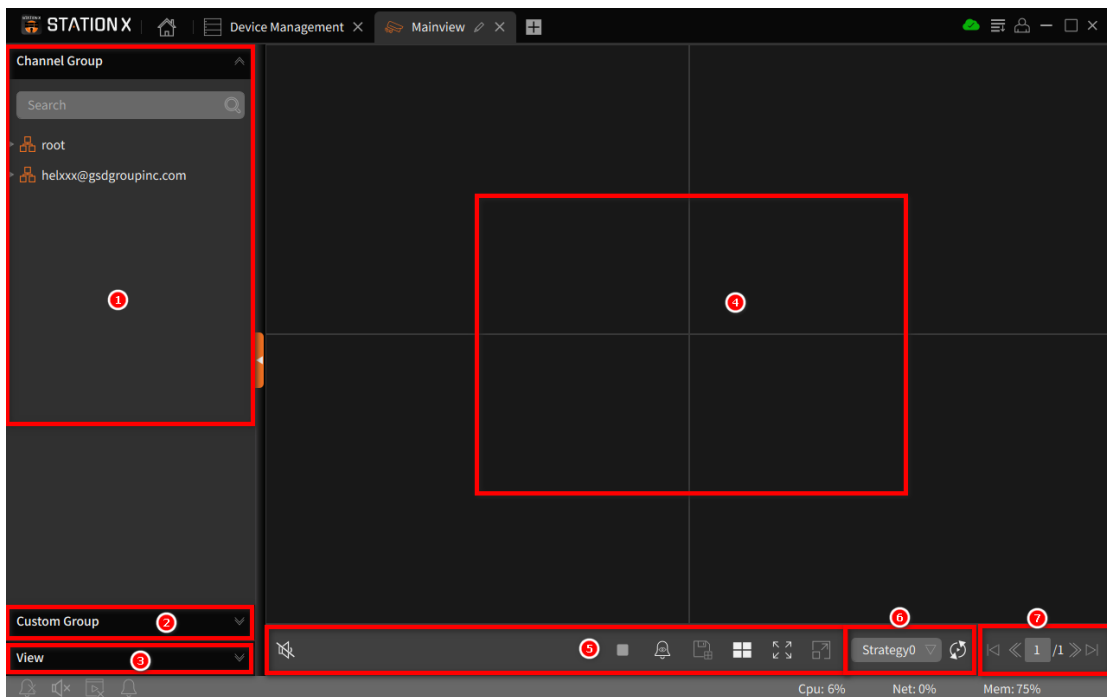 STATION X
Device Management
Mainview
Channel Group
Search
root
helxxx@gsdgroupinc.com
1
4
Custom Group
2
View
3
5
6
7
Strategy0
1 /1
Cpu: 6%
Net: 0%
Mem: 75%